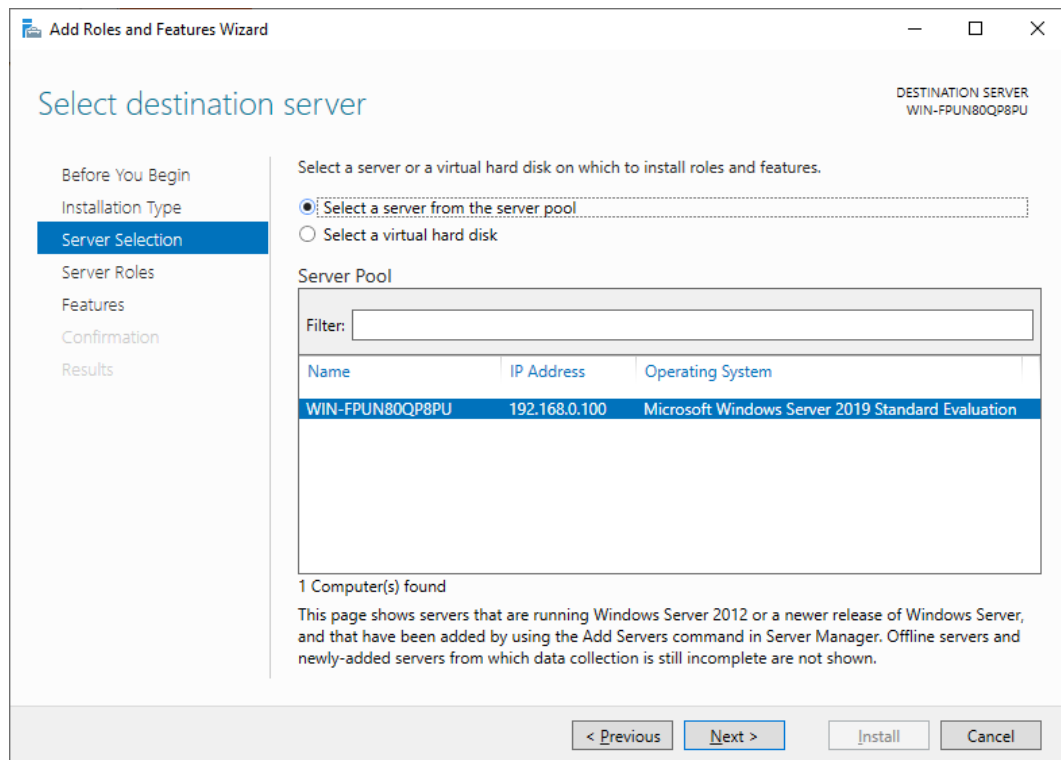 Add Roles and Features Wizard
Select destination server
DESTINATION SERVER
WIN-FPUN80QP8PU
Before You Begin
Installation Type
Server Selection
Server Roles
Features
Confirmation
Results
Select a server or a virtual hard disk on which to install roles and features.
Select a server from the server pool
Select a virtual hard disk
Server Pool
Filter:
Name IP Address Operating System
WIN-FPUN80QP8PU 192.168.0.100 Microsoft Windows Server 2019 Standard Evaluation
1 Computer(s) found
This page shows servers that are running Windows Server 2012 or a newer release of Windows Server,
and that have been added by using the Add Servers command in Server Manager. Offline servers and
newly-added servers from which data collection is still incomplete are not shown.
< Previous Next > Install Cancel